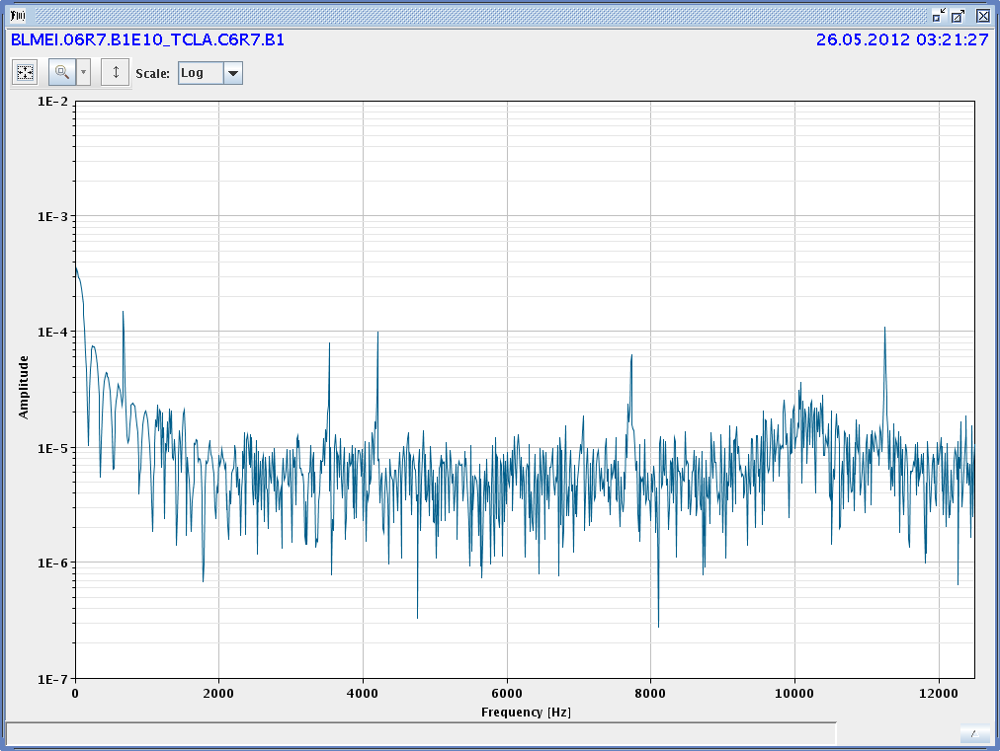 f(u)
BLMEI.06R7.B1E10_TCLA.C6R7.B1 26.05.2012 03:21:27
Scale: Log
1E-2
1E-3
1E-4
1E-5
1E-6
1E-7
Amplitude
0 2000 4000 6000 8000 10000 12000
Frequency [Hz]